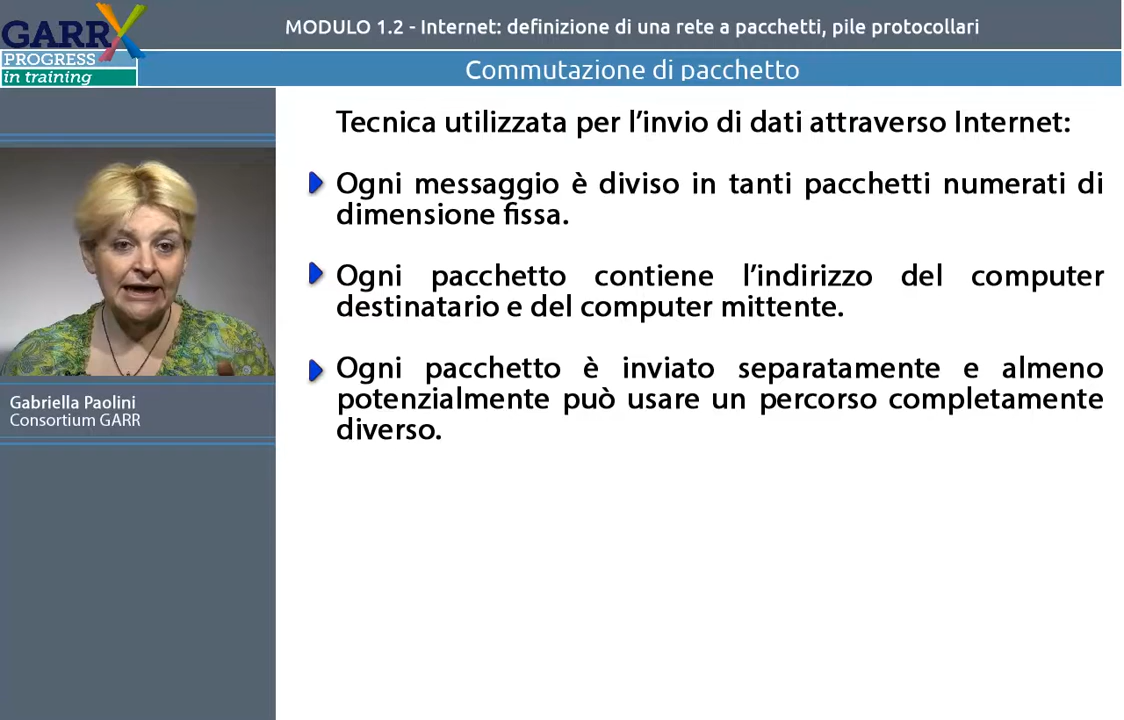 GARR X
PROGRESS
in training
MODULO 1.2 - Internet: definizione di una rete a pacchetti, pile protocollari
Commutazione di pacchetto
Tecnica utilizzata per l’invio di dati attraverso Internet:
Ogni messaggio è diviso in tanti pacchetti numerati di
dimensione fissa.
Ogni pacchetto contiene l’indirizzo del computer
destinatario e del computer mittente.
Ogni pacchetto è inviato separatamente e almeno
potenzialmente può usare un percorso completamente
diverso.
Gabriella Paolini
Consortium GARR